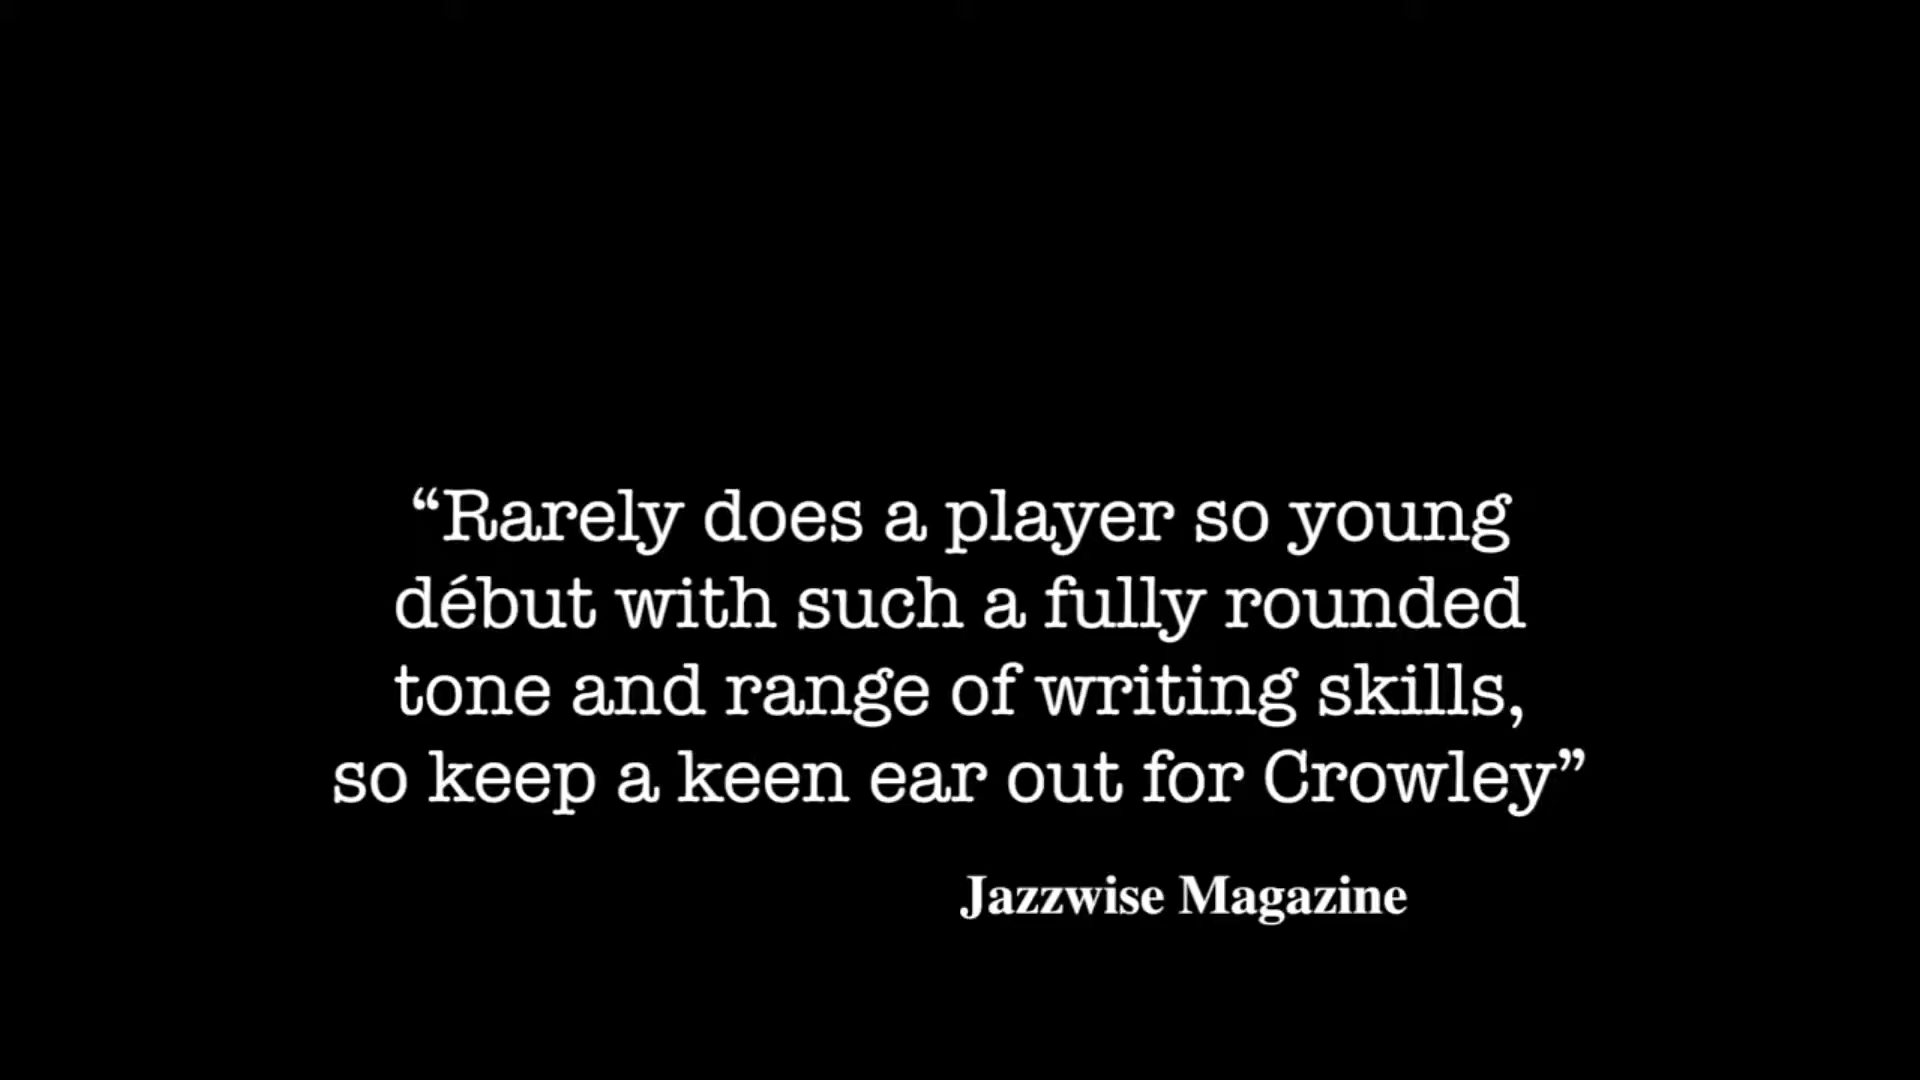 “Rarely does a player so young
début with such a fully rounded
tone and range of writing skills,
so keep a keen ear out for Crowley”
Jazzwise Magazine